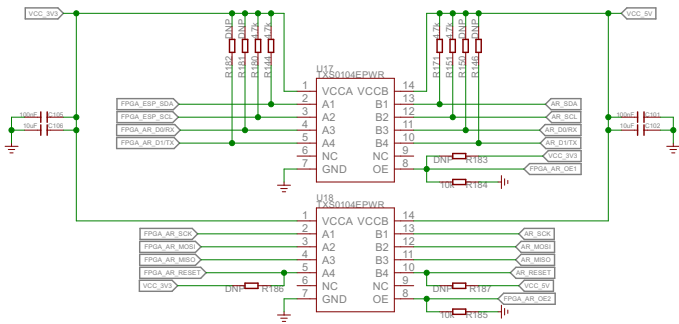 VCC_3V3
VCC_5V
DNP
DNP
4.7k
4.7k
R182
R181
R180
R144
4.7k
4.7k
DNP
DNP
R171
R151
R150
R146
U17
TXS0104EPWR
1 VCCA VCCB 14
FPGA_ESP_SDA 2 A1 B1 13 AR_SDA
FPGA_ESP_SCL 3 A2 B2 12 AR_SCL
FPGA_AR_D0/RX 4 A3 B3 11 AR_D0/RX
FPGA_AR_D1/TX 5 A4 B4 10 AR_D1/TX
6 NC NC 9
7 GND OE 8
100nF C105
10uF C106
100nF C101
10uF C102
DNP R183 VCC_3V3
FPGA_AR_OE1
10k R184
U18
TXS0104EPWR
1 VCCA VCCB 14
FPGA_AR_SCK 2 A1 B1 13 AR_SCK
FPGA_AR_MOSI 3 A2 B2 12 AR_MOSI
FPGA_AR_MISO 4 A3 B3 11 AR_MISO
FPGA_AR_RESET 5 A4 B4 10 AR_RESET
VCC_3V3 DNP R186 6 NC NC 9 DNP R187 VCC_5V
7 GND OE 8 FPGA_AR_OE2
10k R185